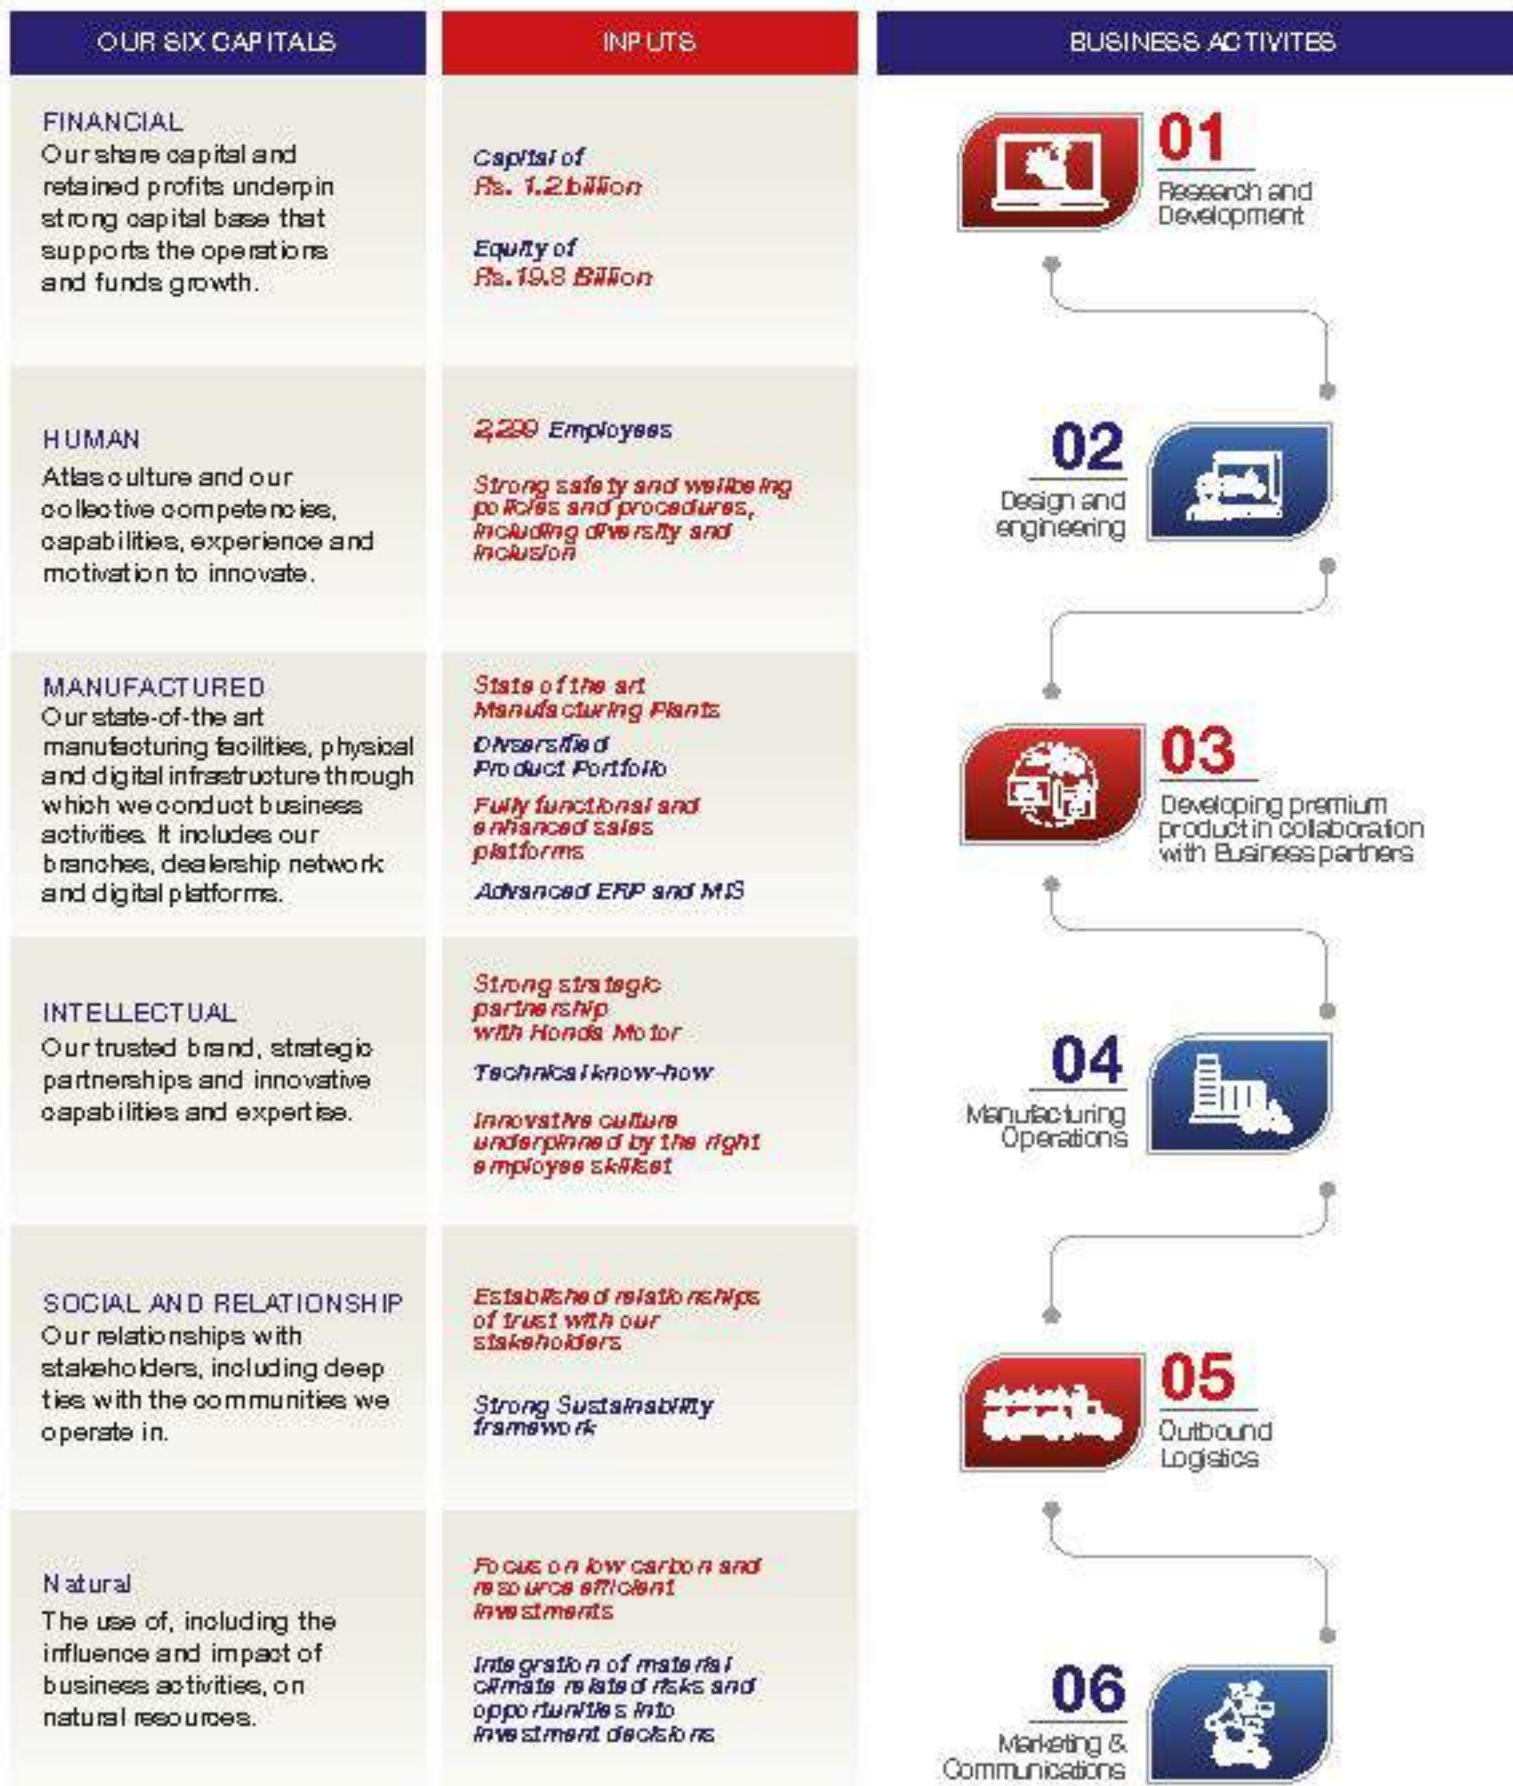 OUR SIX CAPITALS
INPUTS
BUSINESS ACTIVITES
FINANCIAL
Our share capital and
retained profits underpin
strong capital base that
supports the operations
and funds growth.
Capital of
Rs. 1.2 billion
Equity of
Rs. 19.8 Billion
HUMAN
Atlas culture and our
collective competencies,
capabilities, experience and
motivation to innovate.
Employees
Strong safety and wellbeing
policies and procedures,
including diversity and
inclusion
MANUFACTURED
Our state-of-the art
manufacturing facilities, physical
and digital infrastructure through
which we conduct business
activities. It includes our
branches, dealership network
and digital platforms.
State of the art
Manufacturing Plants
Diversified
Product Portfolio
Fully functional and
enhanced sales
platforms
Advanced ERP and MIS
INTELLECTUAL
Our trusted brand, strategic
partnerships and innovative
capabilities and expertise.
Strong strategic
partnership
with Honda Motor
Technical know-how
Innovative culture
underpinned by the right
employee skillset
SOCIAL AND RELATIONSHIP
Our relationships with
stakeholders, including deep
ties with the communities we
operate in.
Established relationships
of trust with our
stakeholders
Strong Sustainability
framework
Natural
The use of, including the
influence and impact of
business activities, on
natural resources.
Focus on low carbon and
resource efficient
investments
Integration of material
climate related risks and
opportunities into
investment decisions
01
Research and
Development
02
Design and
engineering
03
Developing premium
product in collaboration
with Business partners
04
Manufacturing
Operations
05
Outbound
Logistics
06
Marketing &
Communications